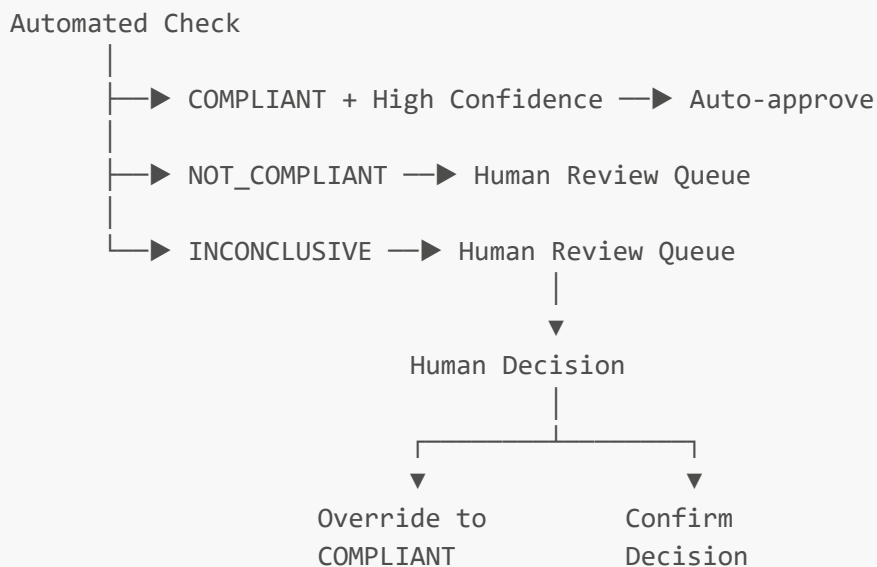 Automated Check
COMPLIANT + High Confidence ──▶ Auto-approve
NOT_COMPLIANT ──▶ Human Review Queue
INCONCLUSIVE ──▶ Human Review Queue
Human Decision
Override to Confirm
COMPLIANT Decision